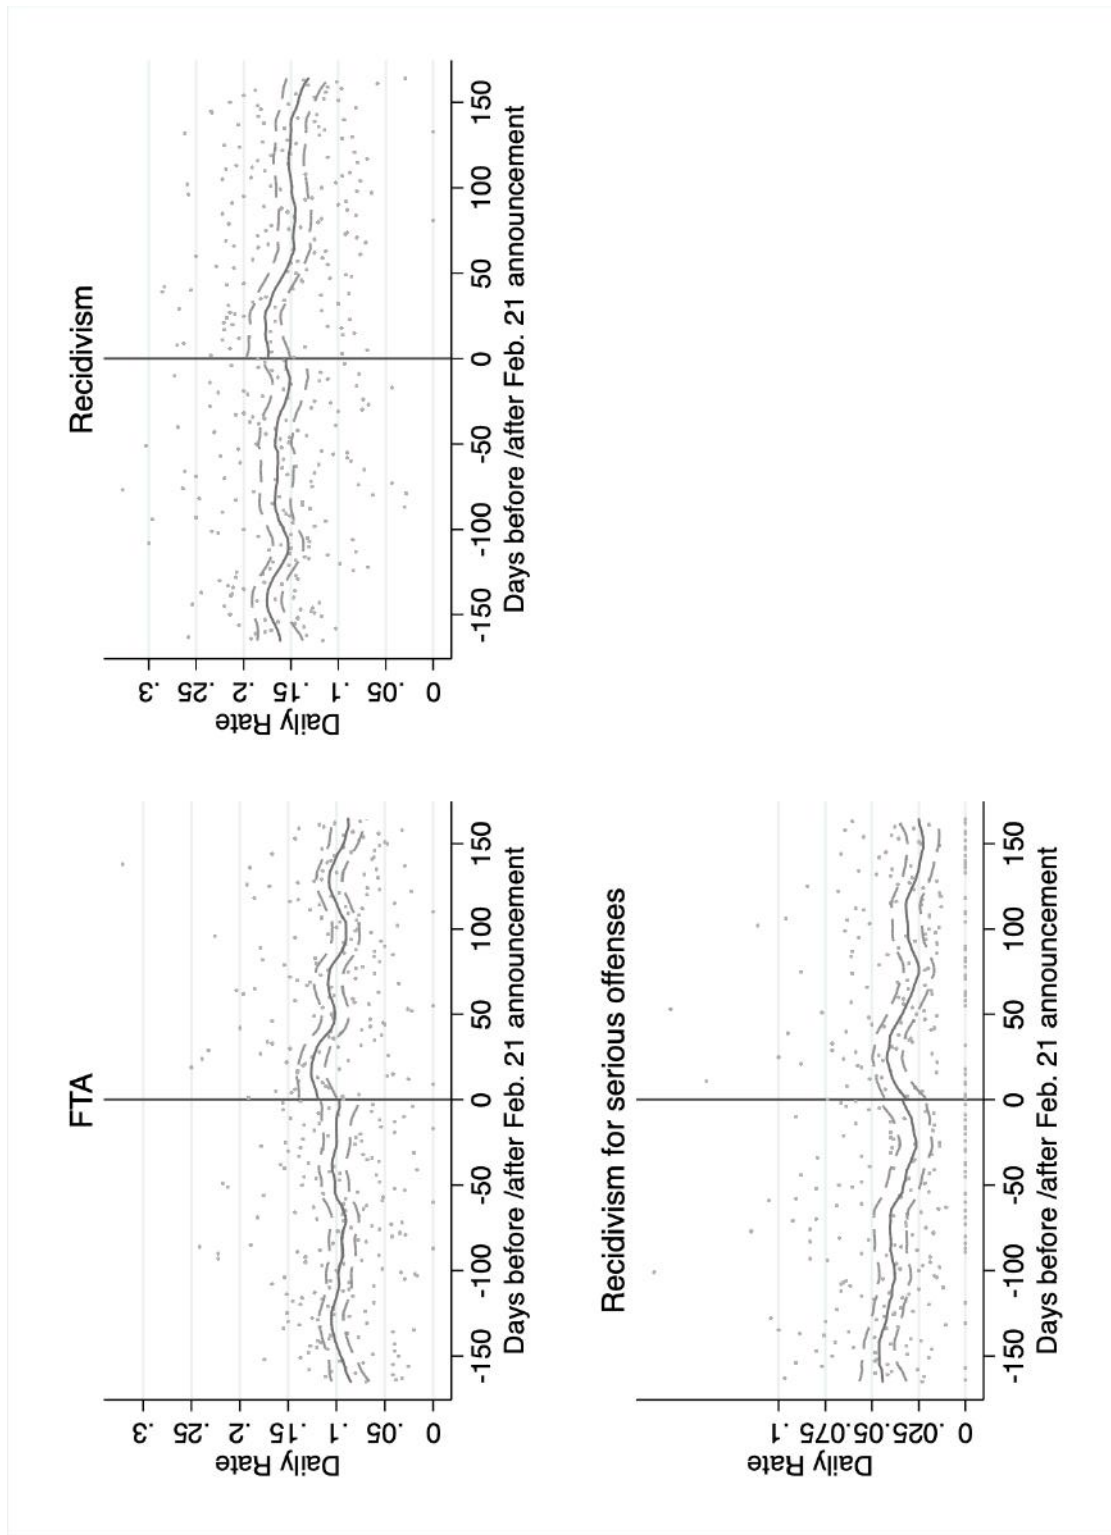 FTA
Daily Rate
.3
.25
.2
.15
.1
.05
0
-150 -100 -50 0 50 100 150
Days before /after Feb. 21 announcement
Recidivism
Daily Rate
.3
.25
.2
.15
.1
.05
0
-150 -100 -50 0 50 100 150
Days before /after Feb. 21 announcement
Recidivism for serious offenses
Daily Rate
.1
.075
.05
.025
0
-150 -100 -50 0 50 100 150
Days before /after Feb. 21 announcement